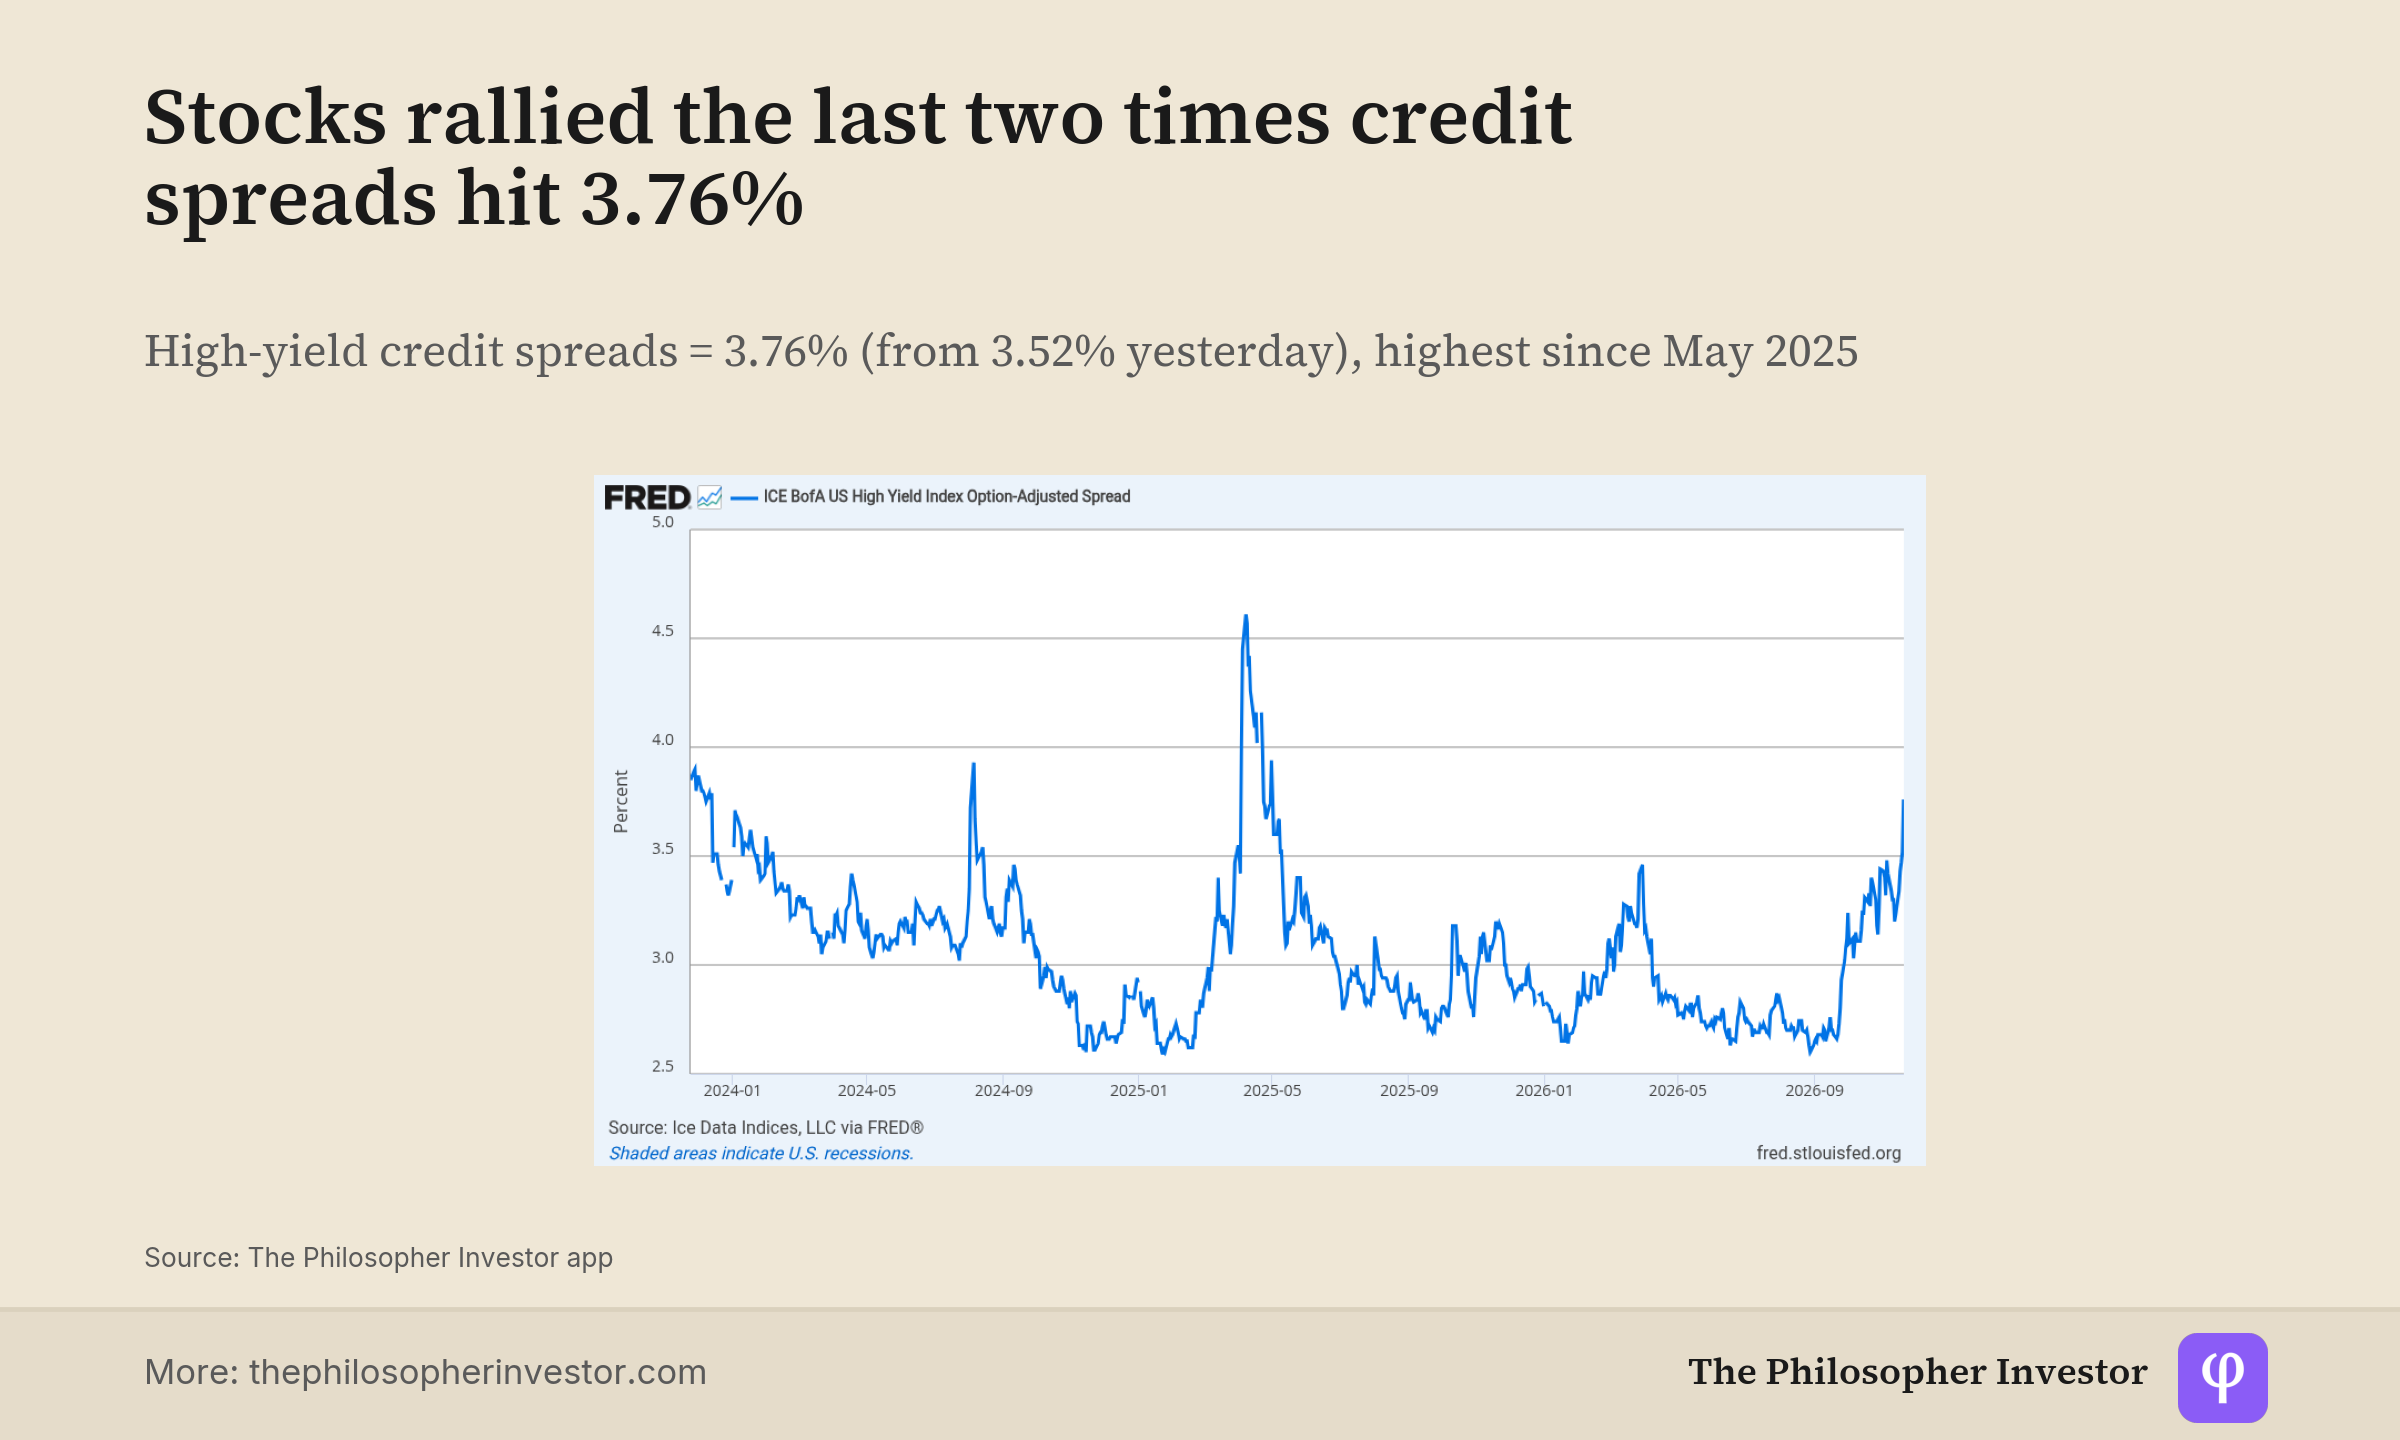 Stocks rallied the last two times credit
spreads hit 3.76%
High-yield credit spreads = 3.76% (from 3.52% yesterday), highest since May 2025
FRED ICE BofA US High Yield Index Option-Adjusted Spread
5.0
4.5
4.0
3.5
3.0
2.5
Percent
2024-01 2024-05 2024-09 2025-01 2025-05 2025-09 2026-01 2026-05 2026-09
Source: Ice Data Indices, LLC via FRED®
Shaded areas indicate U.S. recessions.
fred.stlouisfed.org
Source: The Philosopher Investor app
More: thephilosopherinvestor.com
The Philosopher Investor φ